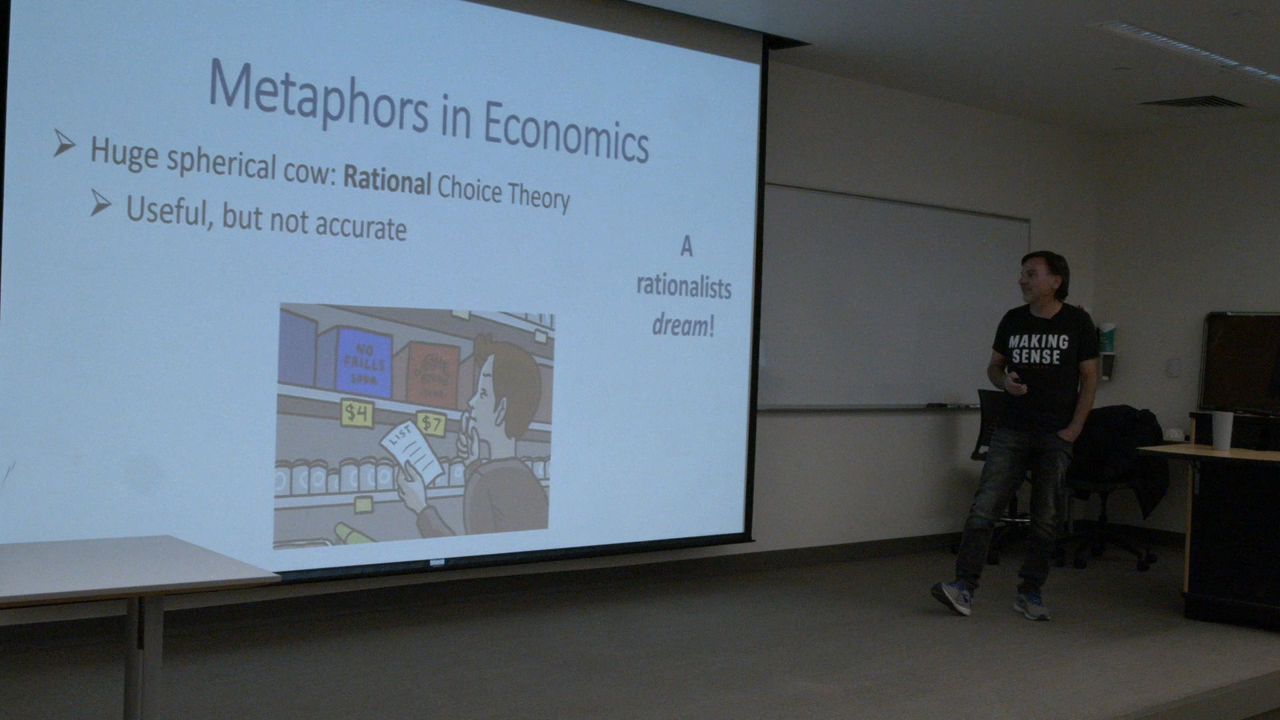 Metaphors in Economics
Huge spherical cow: Rational Choice Theory
Useful, but not accurate
A
rationalists
dream!
NO
FRILLS
SODA
$4
$7
LIST
MAKING
SENSE